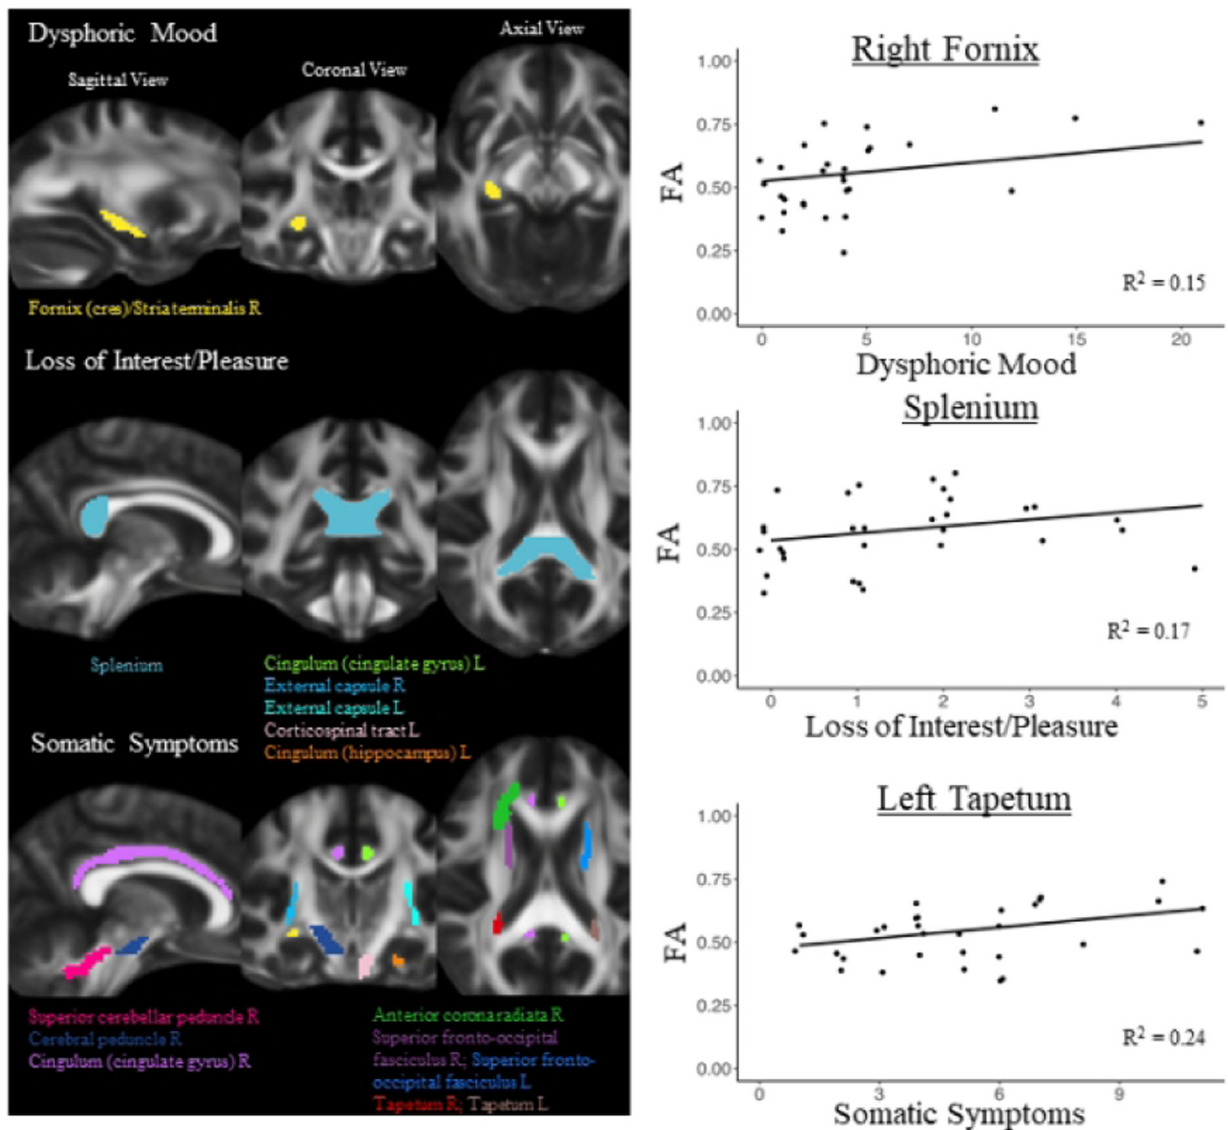 Dysphoric Mood
Sagittal View
Coronal View
Axial View
Fornix (cres)/Stria terminalis R
Loss of Interest/Pleasure
Splenium
Cingulum (cingulate gyrus) L
External capsule R
External capsule L
Corticospinal tract L
Cingulum (hippocampus) L
Somatic Symptoms
Superior cerebellar peduncle R
Cerebral peduncle R
Cingulum (cingulate gyrus) R
Anterior corona radiata R
Superior fronto-occipital
fasciculus R; Superior fronto-
occipital fasciculus L
Tapetum R; Tapetum L
Right Fornix
1.00
0.75
0.50
0.25
0.00
FA
R² = 0.15
0 5 10 15 20
Dysphoric Mood
Splenium
1.00
0.75
0.50
0.25
0.00
FA
R² = 0.17
0 1 2 3 4 5
Loss of Interest/Pleasure
Left Tapetum
1.00
0.75
0.50
0.25
0.00
FA
R² = 0.24
0 3 6 9
Somatic Symptoms